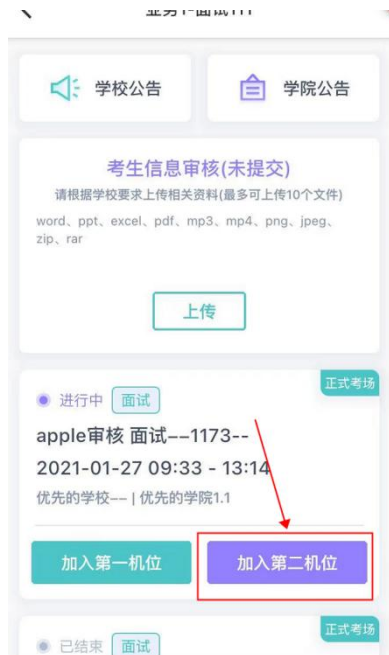 学校公告
学院公告
考生信息审核(未提交)
请根据学校要求上传相关资料(最多可上传10个文件)
word、ppt、excel、pdf、mp3、mp4、png、jpeg、
zip、rar
上传
正式考场
进行中 面试
apple审核 面试--1173--
2021-01-27 09:33 - 13:14
优先的学校-- | 优先的学院1.1
加入第一机位
加入第二机位
正式考场
已结束 面试